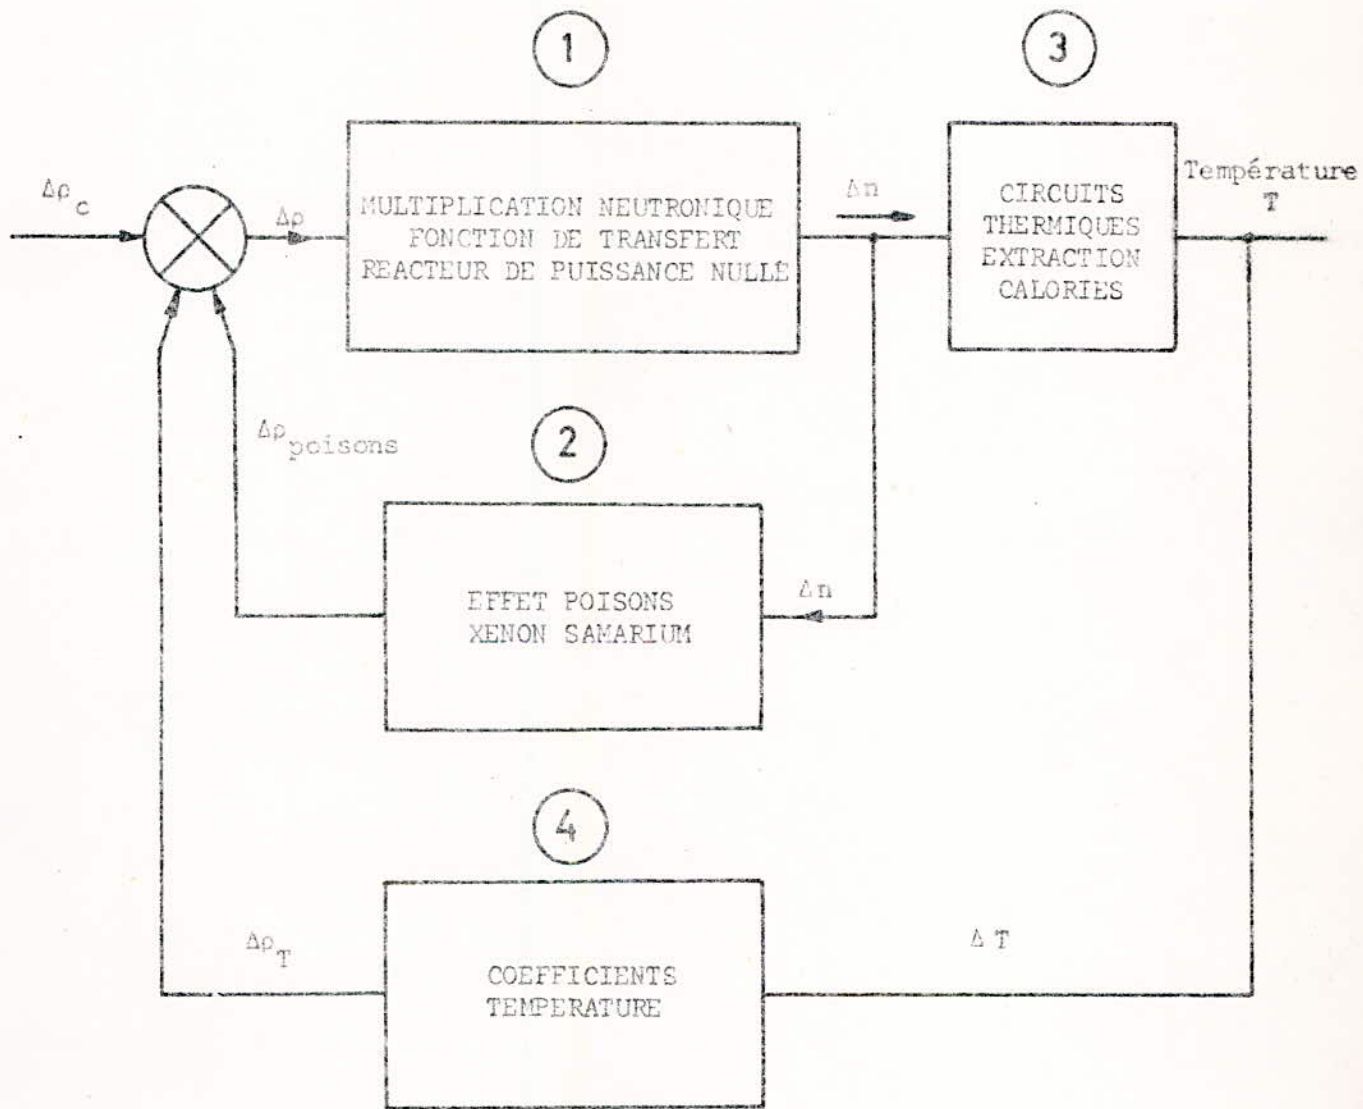 1
3
Δρc
Δρ
MULTIPLICATION NEUTRONIQUE
FONCTION DE TRANSFERT
REACTEUR DE PUISSANCE NULLE
Δn
CIRCUITS
THERMIQUES
EXTRACTION
CALORIES
Température
T
Δρpoisons
2
EFFET POISONS
XENON SAMARIUM
Δn
4
ΔρT
COEFFICIENTS
TEMPERATURE
Δ T